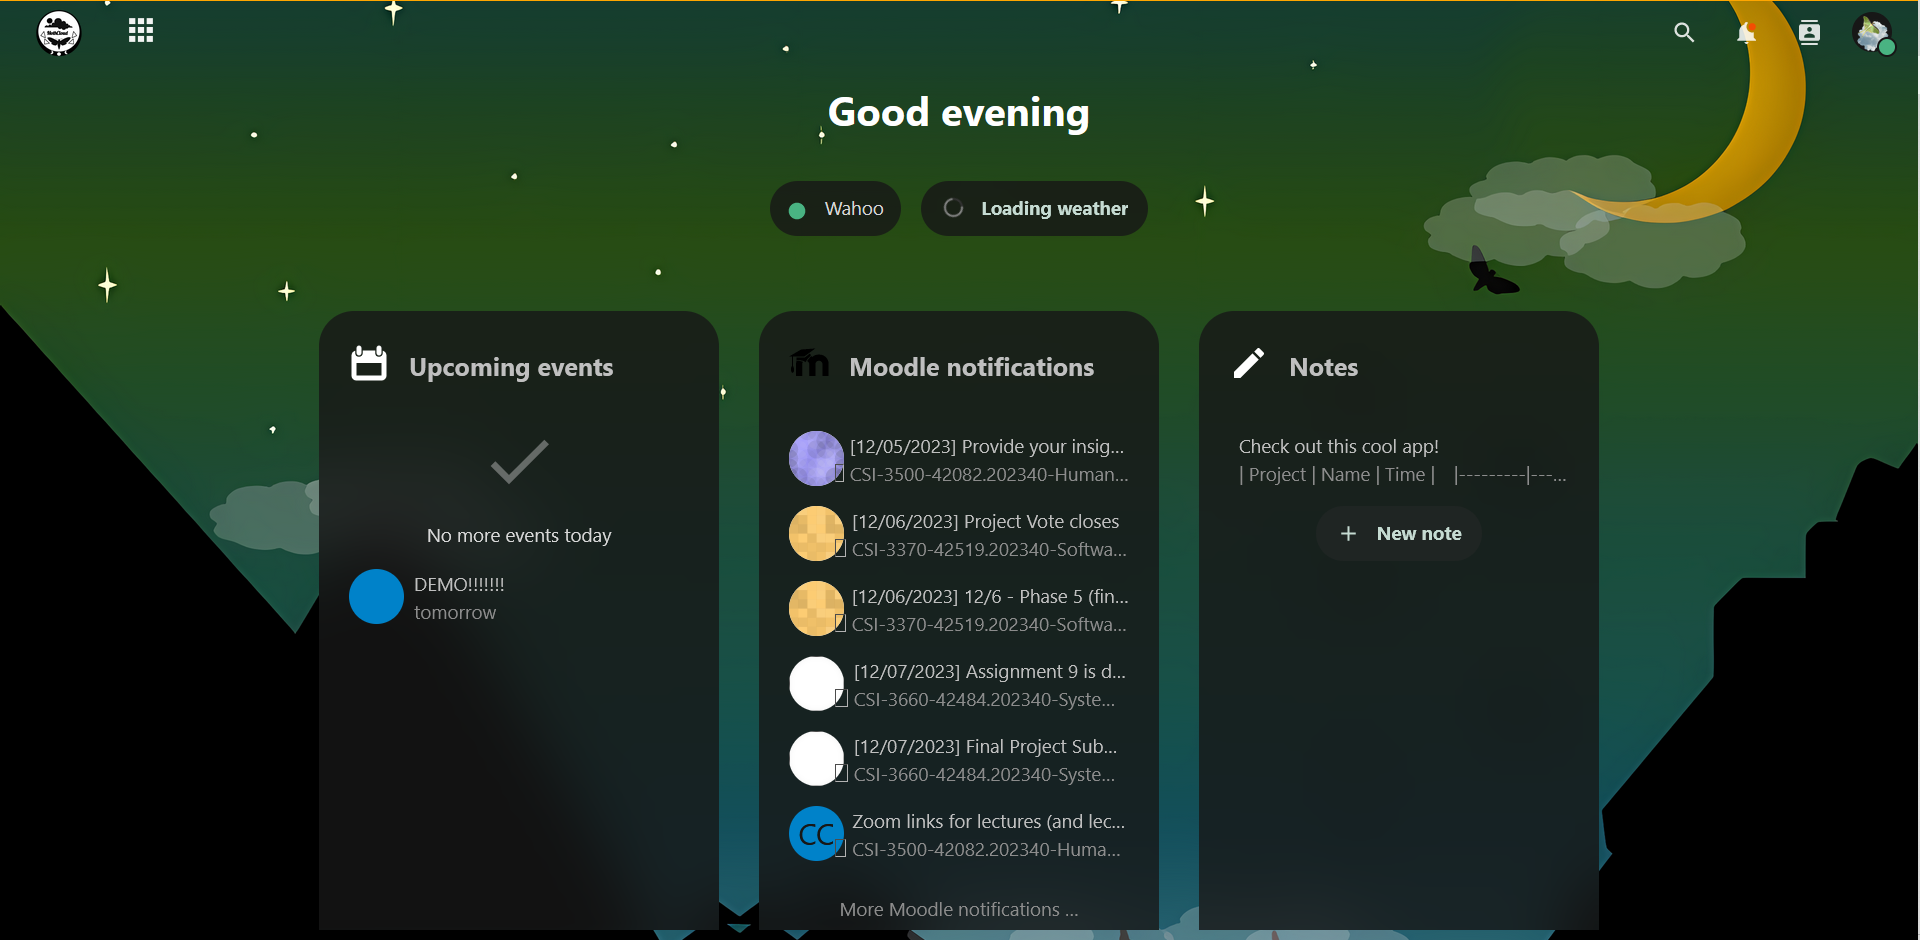 MothCloud
Good evening
Wahoo
Loading weather
Upcoming events
No more events today
DEMO!!!!!!!
tomorrow
Moodle notifications
[12/05/2023] Provide your insig...
CSI-3500-42082.202340-Human...
[12/06/2023] Project Vote closes
CSI-3370-42519.202340-Softwa...
[12/06/2023] 12/6 - Phase 5 (fin...
CSI-3370-42519.202340-Softwa...
[12/07/2023] Assignment 9 is d...
CSI-3660-42484.202340-Syste...
[12/07/2023] Final Project Sub...
CSI-3660-42484.202340-Syste...
CC
Zoom links for lectures (and lec...
CSI-3500-42082.202340-Huma...
More Moodle notifications ...
Notes
Check out this cool app!
| Project | Name | Time | |---------|---...
+ New note